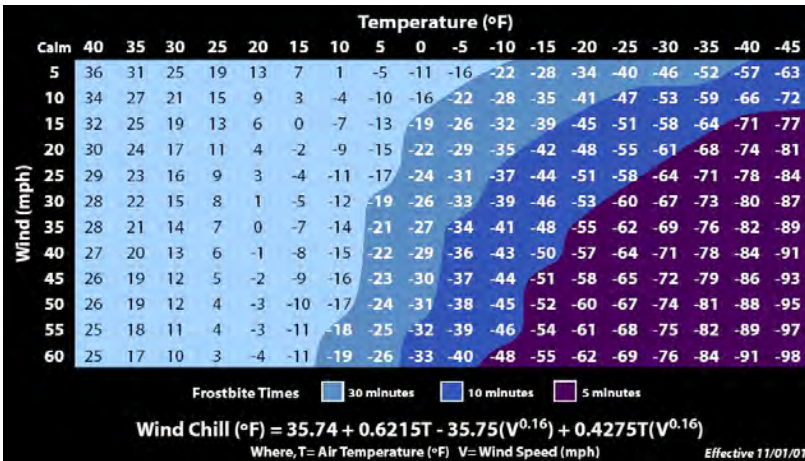 Temperature (ºF)
Calm 40 35 30 25 20 15 10 5 0 -5 -10 -15 -20 -25 -30 -35 -40 -45
5 36 31 25 19 13 7 1 -5 -11 -16 -22 -28 -34 -40 -46 -52 -57 -63
10 34 27 21 15 9 3 -4 -10 -16 -22 -28 -35 -41 -47 -53 -59 -66 -72
15 32 25 19 13 6 0 -7 -13 -19 -26 -32 -39 -45 -51 -58 -64 -71 -77
20 30 24 17 11 4 -2 -9 -15 -22 -29 -35 -42 -48 -55 -61 -68 -74 -81
25 29 23 16 9 3 -4 -11 -17 -24 -31 -37 -44 -51 -58 -64 -71 -78 -84
30 28 22 15 8 1 -5 -12 -19 -26 -33 -39 -46 -53 -60 -67 -73 -80 -87
35 28 21 14 7 0 -7 -14 -21 -27 -34 -41 -48 -55 -62 -69 -76 -82 -89
40 27 20 13 6 -1 -8 -15 -22 -29 -36 -43 -50 -57 -64 -71 -78 -84 -91
45 26 19 12 5 -2 -9 -16 -23 -30 -37 -44 -51 -58 -65 -72 -79 -86 -93
50 26 19 12 4 -3 -10 -17 -24 -31 -38 -45 -52 -60 -67 -74 -81 -88 -95
55 25 18 11 4 -3 -11 -18 -25 -32 -39 -46 -54 -61 -68 -75 -82 -89 -97
60 25 17 10 3 -4 -11 -19 -26 -33 -40 -48 -55 -62 -69 -76 -84 -91 -98
Wind (mph)
Frostbite Times 30 minutes 10 minutes 5 minutes
Wind Chill (ºF) = 35.74 + 0.6215T - 35.75(V^0.16) + 0.4275T(V^0.16)
Where, T= Air Temperature (ºF) V= Wind Speed (mph)
Effective 11/01/01